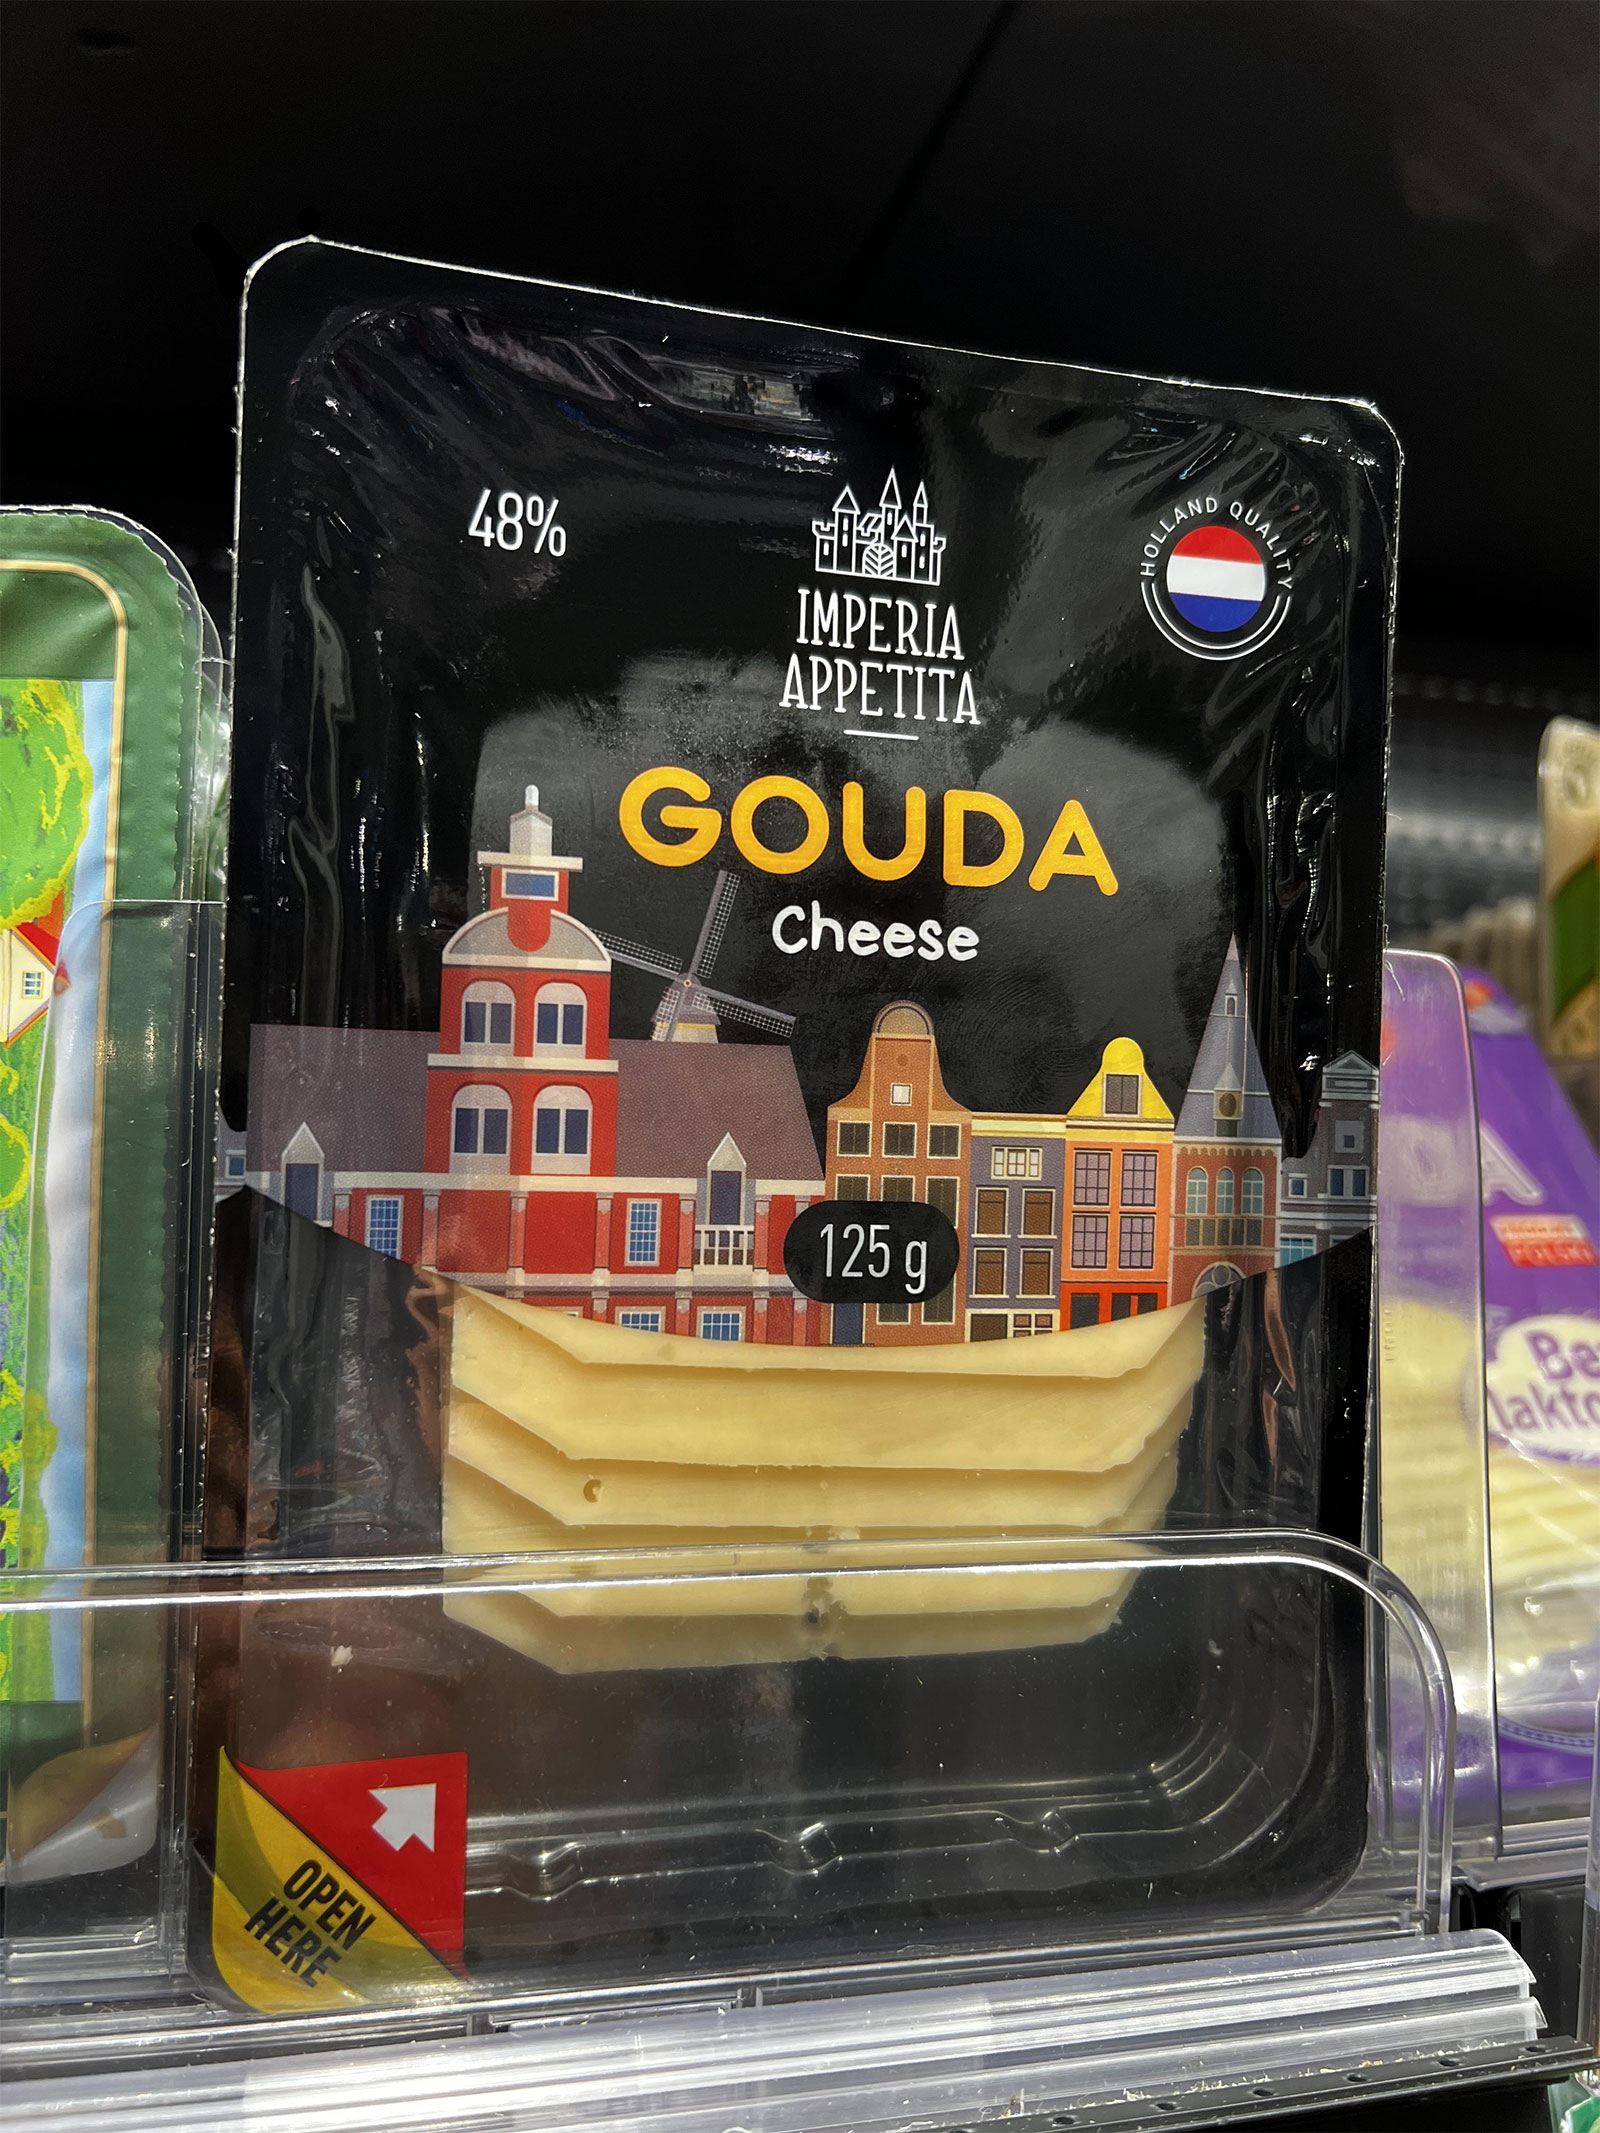 48%
IMPERIA
APPETITA
HOLLAND QUALITY
GOUDA
Cheese
125 g
OPEN
HERE